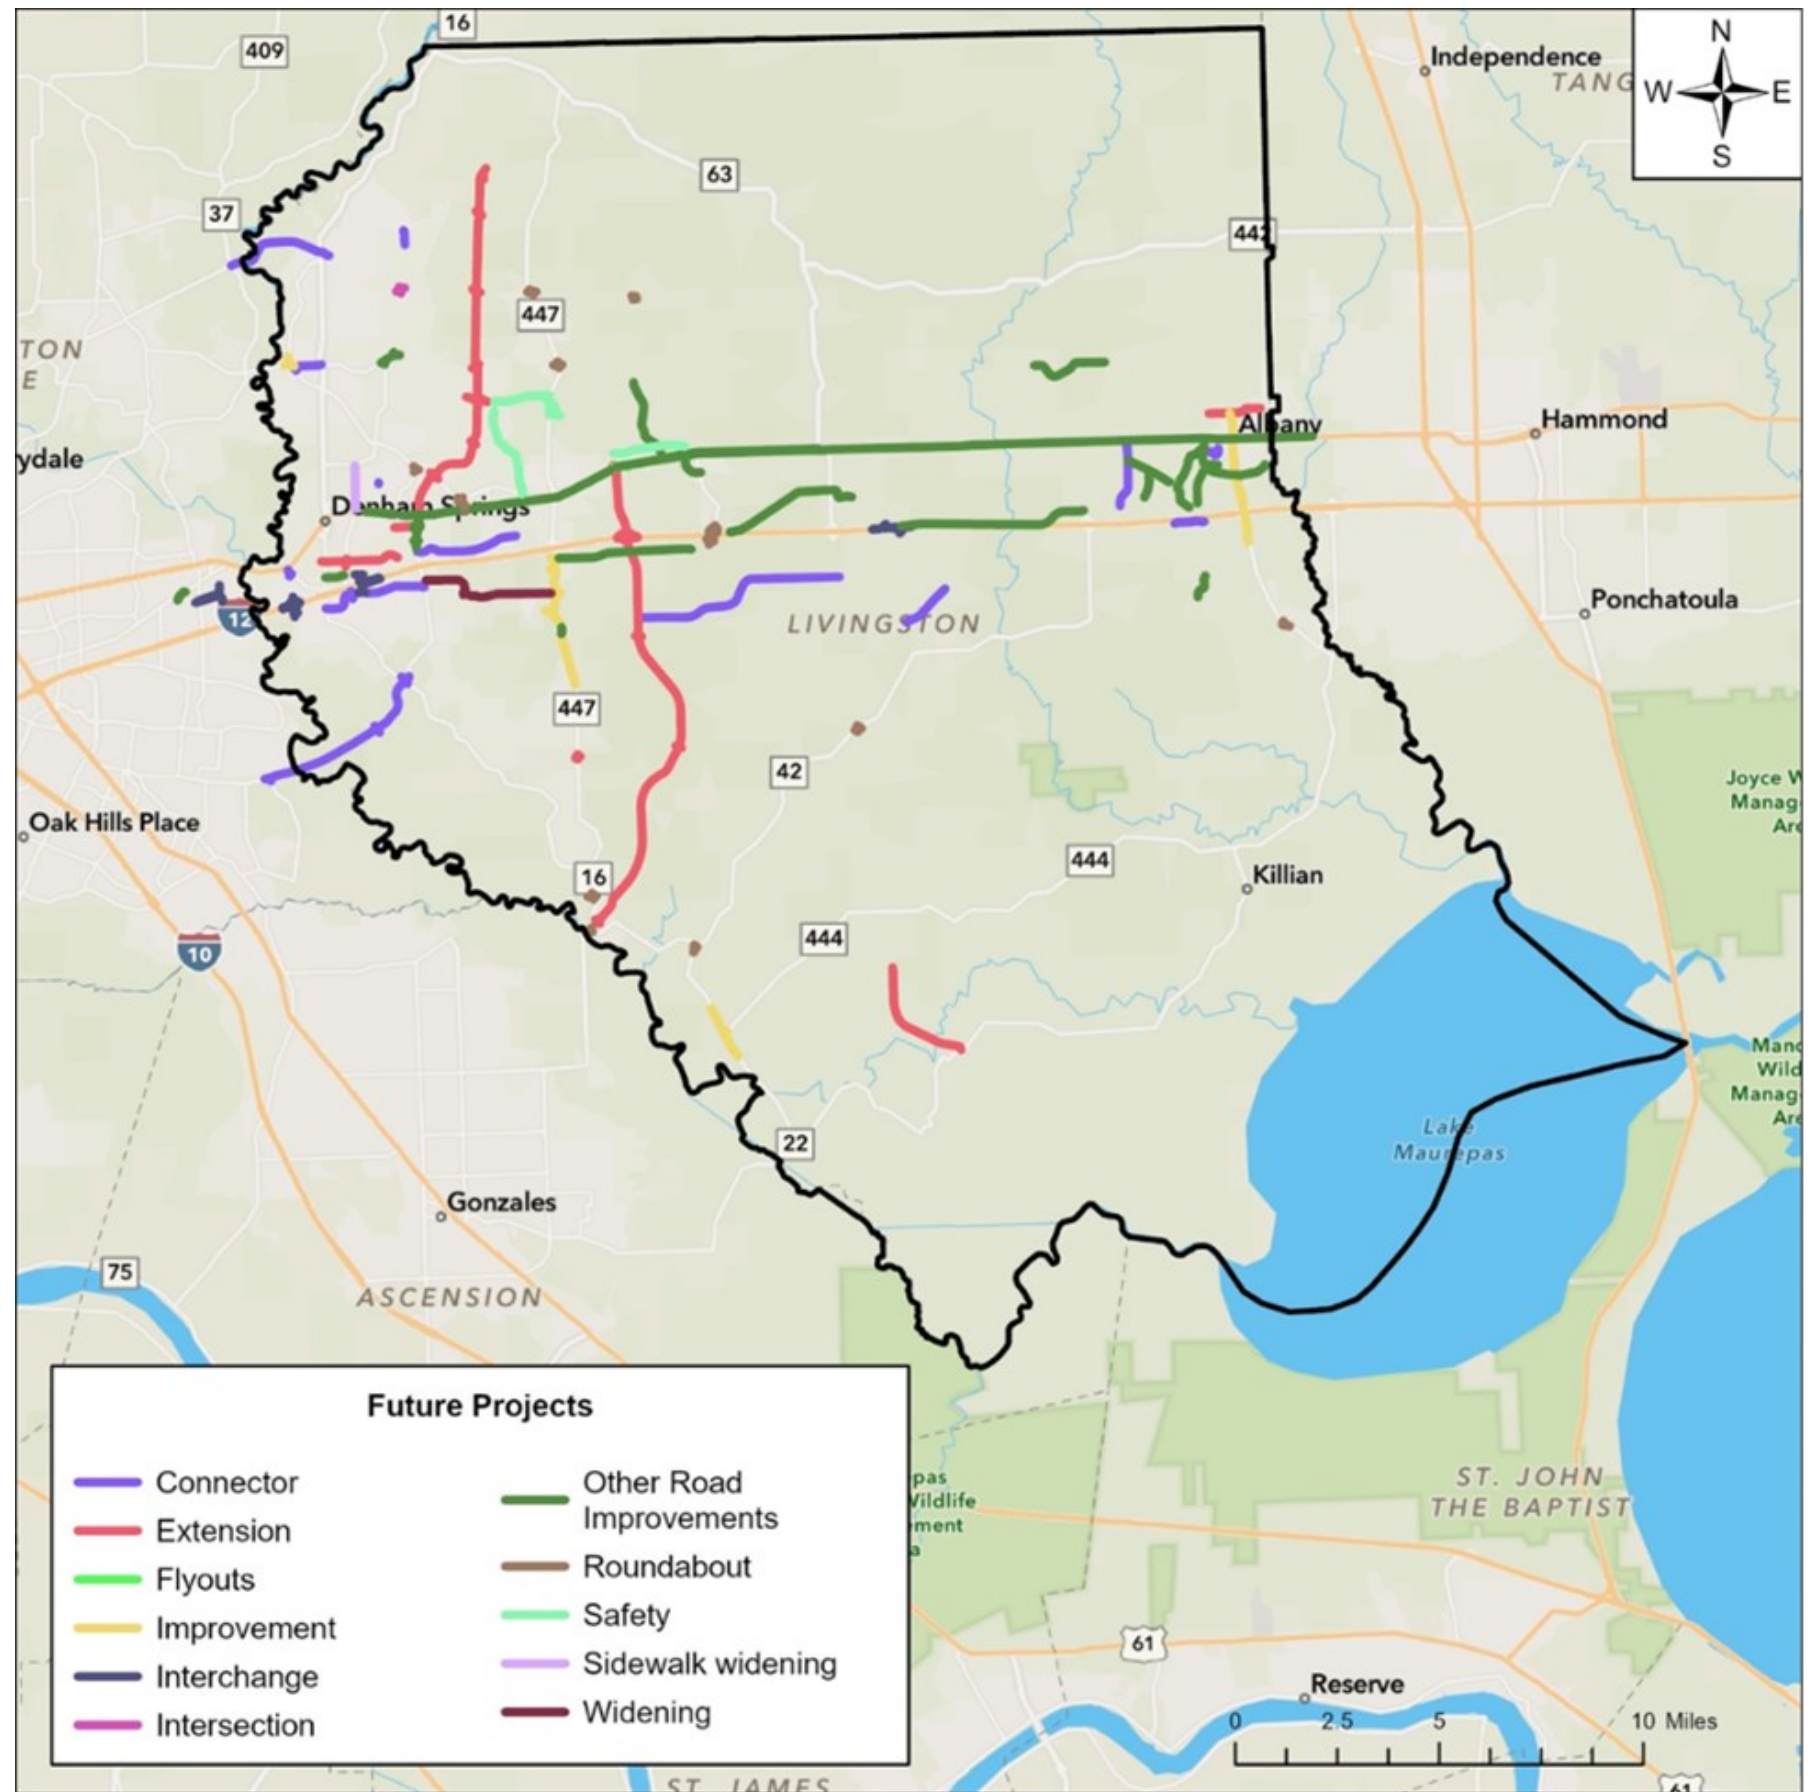 16
409
Independence
TANG
N
W
E
S
63
37
442
447
TON
E
Albany
Hammond
ydale
Denham Springs
12
LIVINGSTON
Ponchatoula
447
42
Joyce W
Manag
Are
Oak Hills Place
444
Killian
16
10
444
Mano
Wild
Manag
Are
Lake
Maurepas
22
Gonzales
75
ASCENSION
Future Projects
Connector
Extension
Flyouts
Improvement
Interchange
Intersection
Other Road
Improvements
Roundabout
Safety
Sidewalk widening
Widening
pas
Wildlife
ement
a
ST. JOHN
THE BAPTIST
61
Reserve
0
2.5
5
10 Miles
ST. JAMES
61